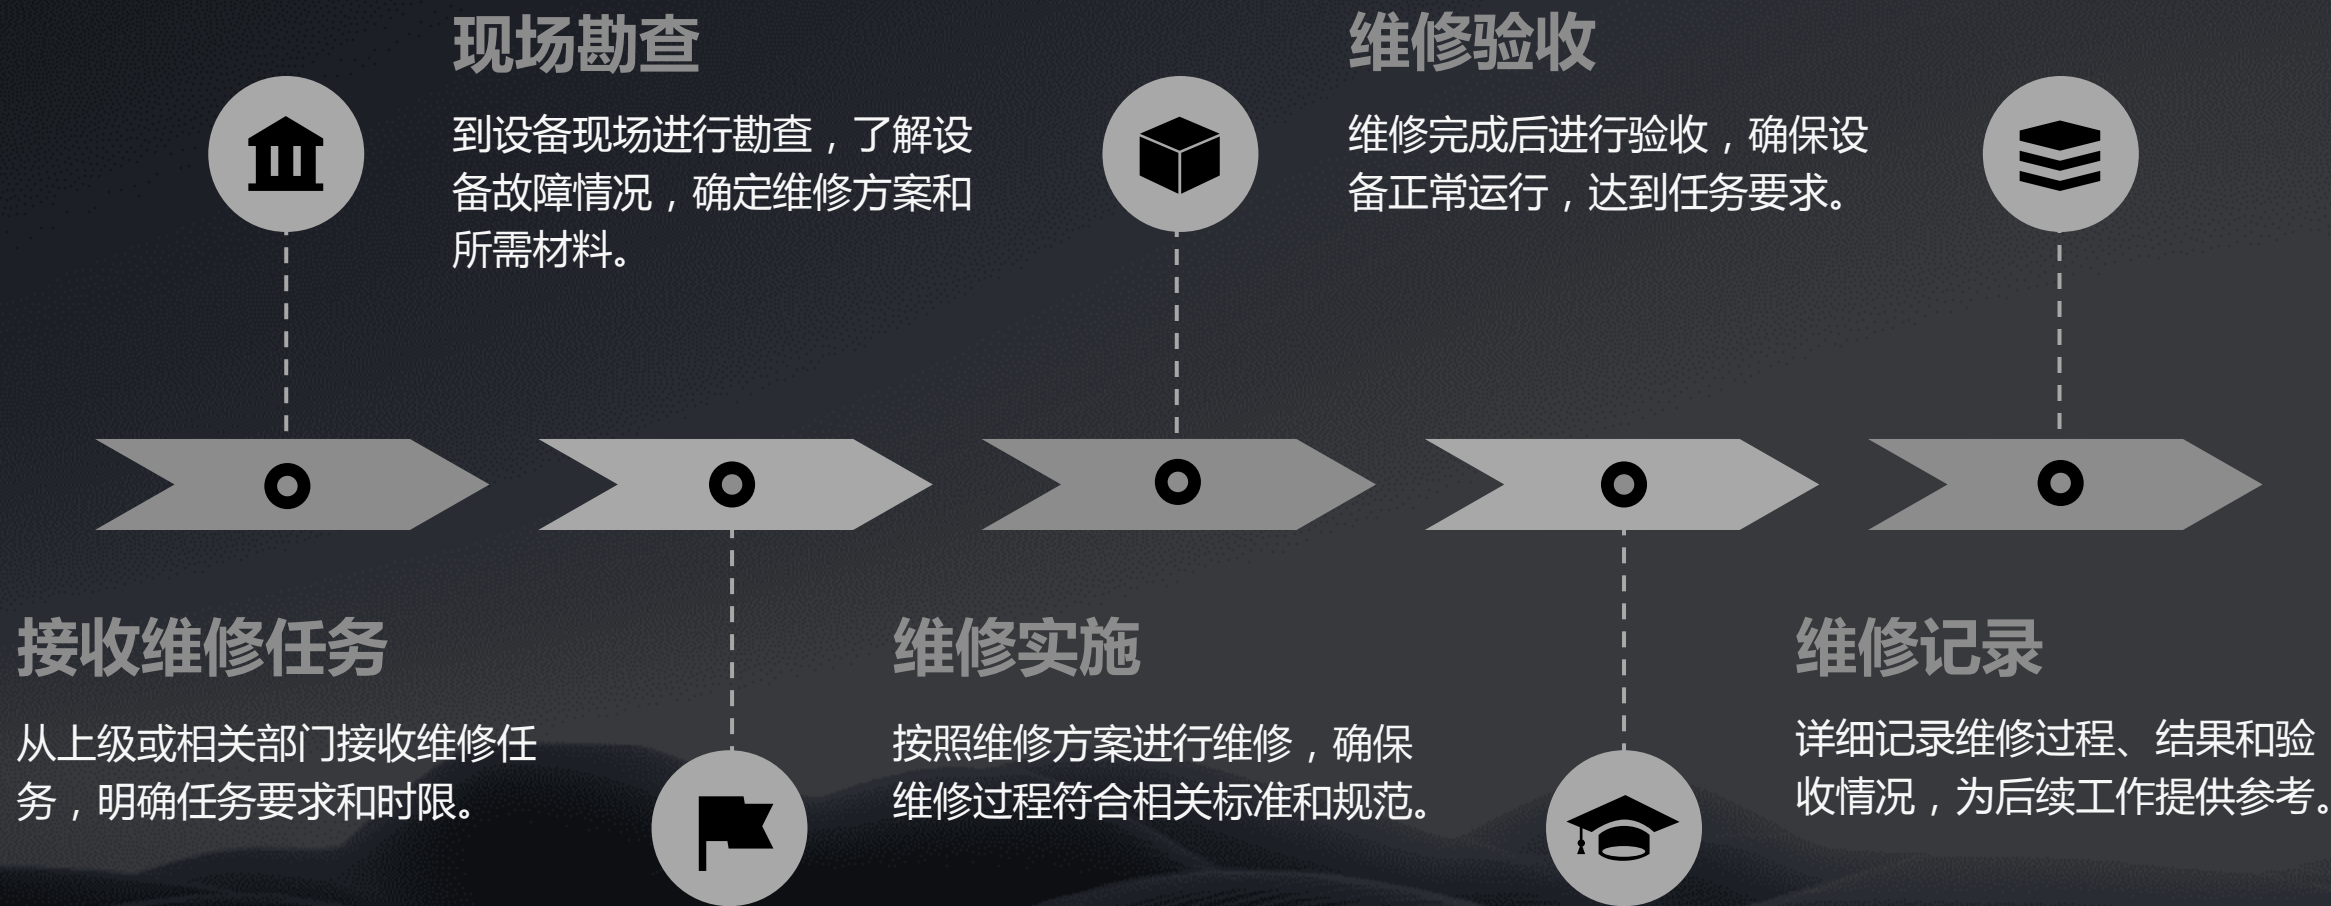 现场勘查
到设备现场进行勘查，了解设
备故障情况，确定维修方案和
所需材料。
维修验收
维修完成后进行验收，确保设
备正常运行，达到任务要求。
接收维修任务
从上级或相关部门接收维修任
务，明确任务要求和时限。
维修实施
按照维修方案进行维修，确保
维修过程符合相关标准和规范。
维修记录
详细记录维修过程、结果和验
收情况，为后续工作提供参考。